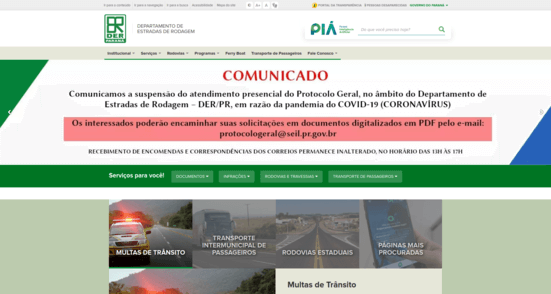 Ir para o conteúdo
Ir para a navegação
Ir para a busca
Acessibilidade
Mapa do site
PORTAL DA TRANSPARÊNCIA
GOVERNO DO PARANÁ
DER
PARANÁ
DEPARTAMENTO DE
ESTRADAS DE RODAGEM
PIÁ
De que você precisa hoje?
Institucional
Serviços
Rodovias
Programas
Ferry Boat
Transporte de Passageiros
Fale Conosco
COMUNICADO
Comunicamos a suspensão do atendimento presencial do Protocolo Geral, no âmbito do Departamento de
Estradas de Rodagem – DER/PR, em razão da pandemia do COVID-19 (CORONAVÍRUS)
Os interessados poderão encaminhar suas solicitações em documentos digitalizados em PDF pelo e-mail:
protocologeral@seil.pr.gov.br
RECEBIMENTO DE ENCOMENDAS E CORRESPONDÊNCIAS DOS CORREIOS PERMANECE INALTERADO, NO HORÁRIO DAS 13H ÀS 17H
Serviços para você!
DOCUMENTOS
INFRAÇÕES
RODOVIAS E TRAVESSIAS
TRANSPORTE DE PASSAGEIROS
MULTAS DE TRÂNSITO
TRANSPORTE
INTERMUNICIPAL DE
PASSAGEIROS
RODOVIAS ESTADUAIS
PÁGINAS MAIS
PROCURADAS
Multas de Trânsito